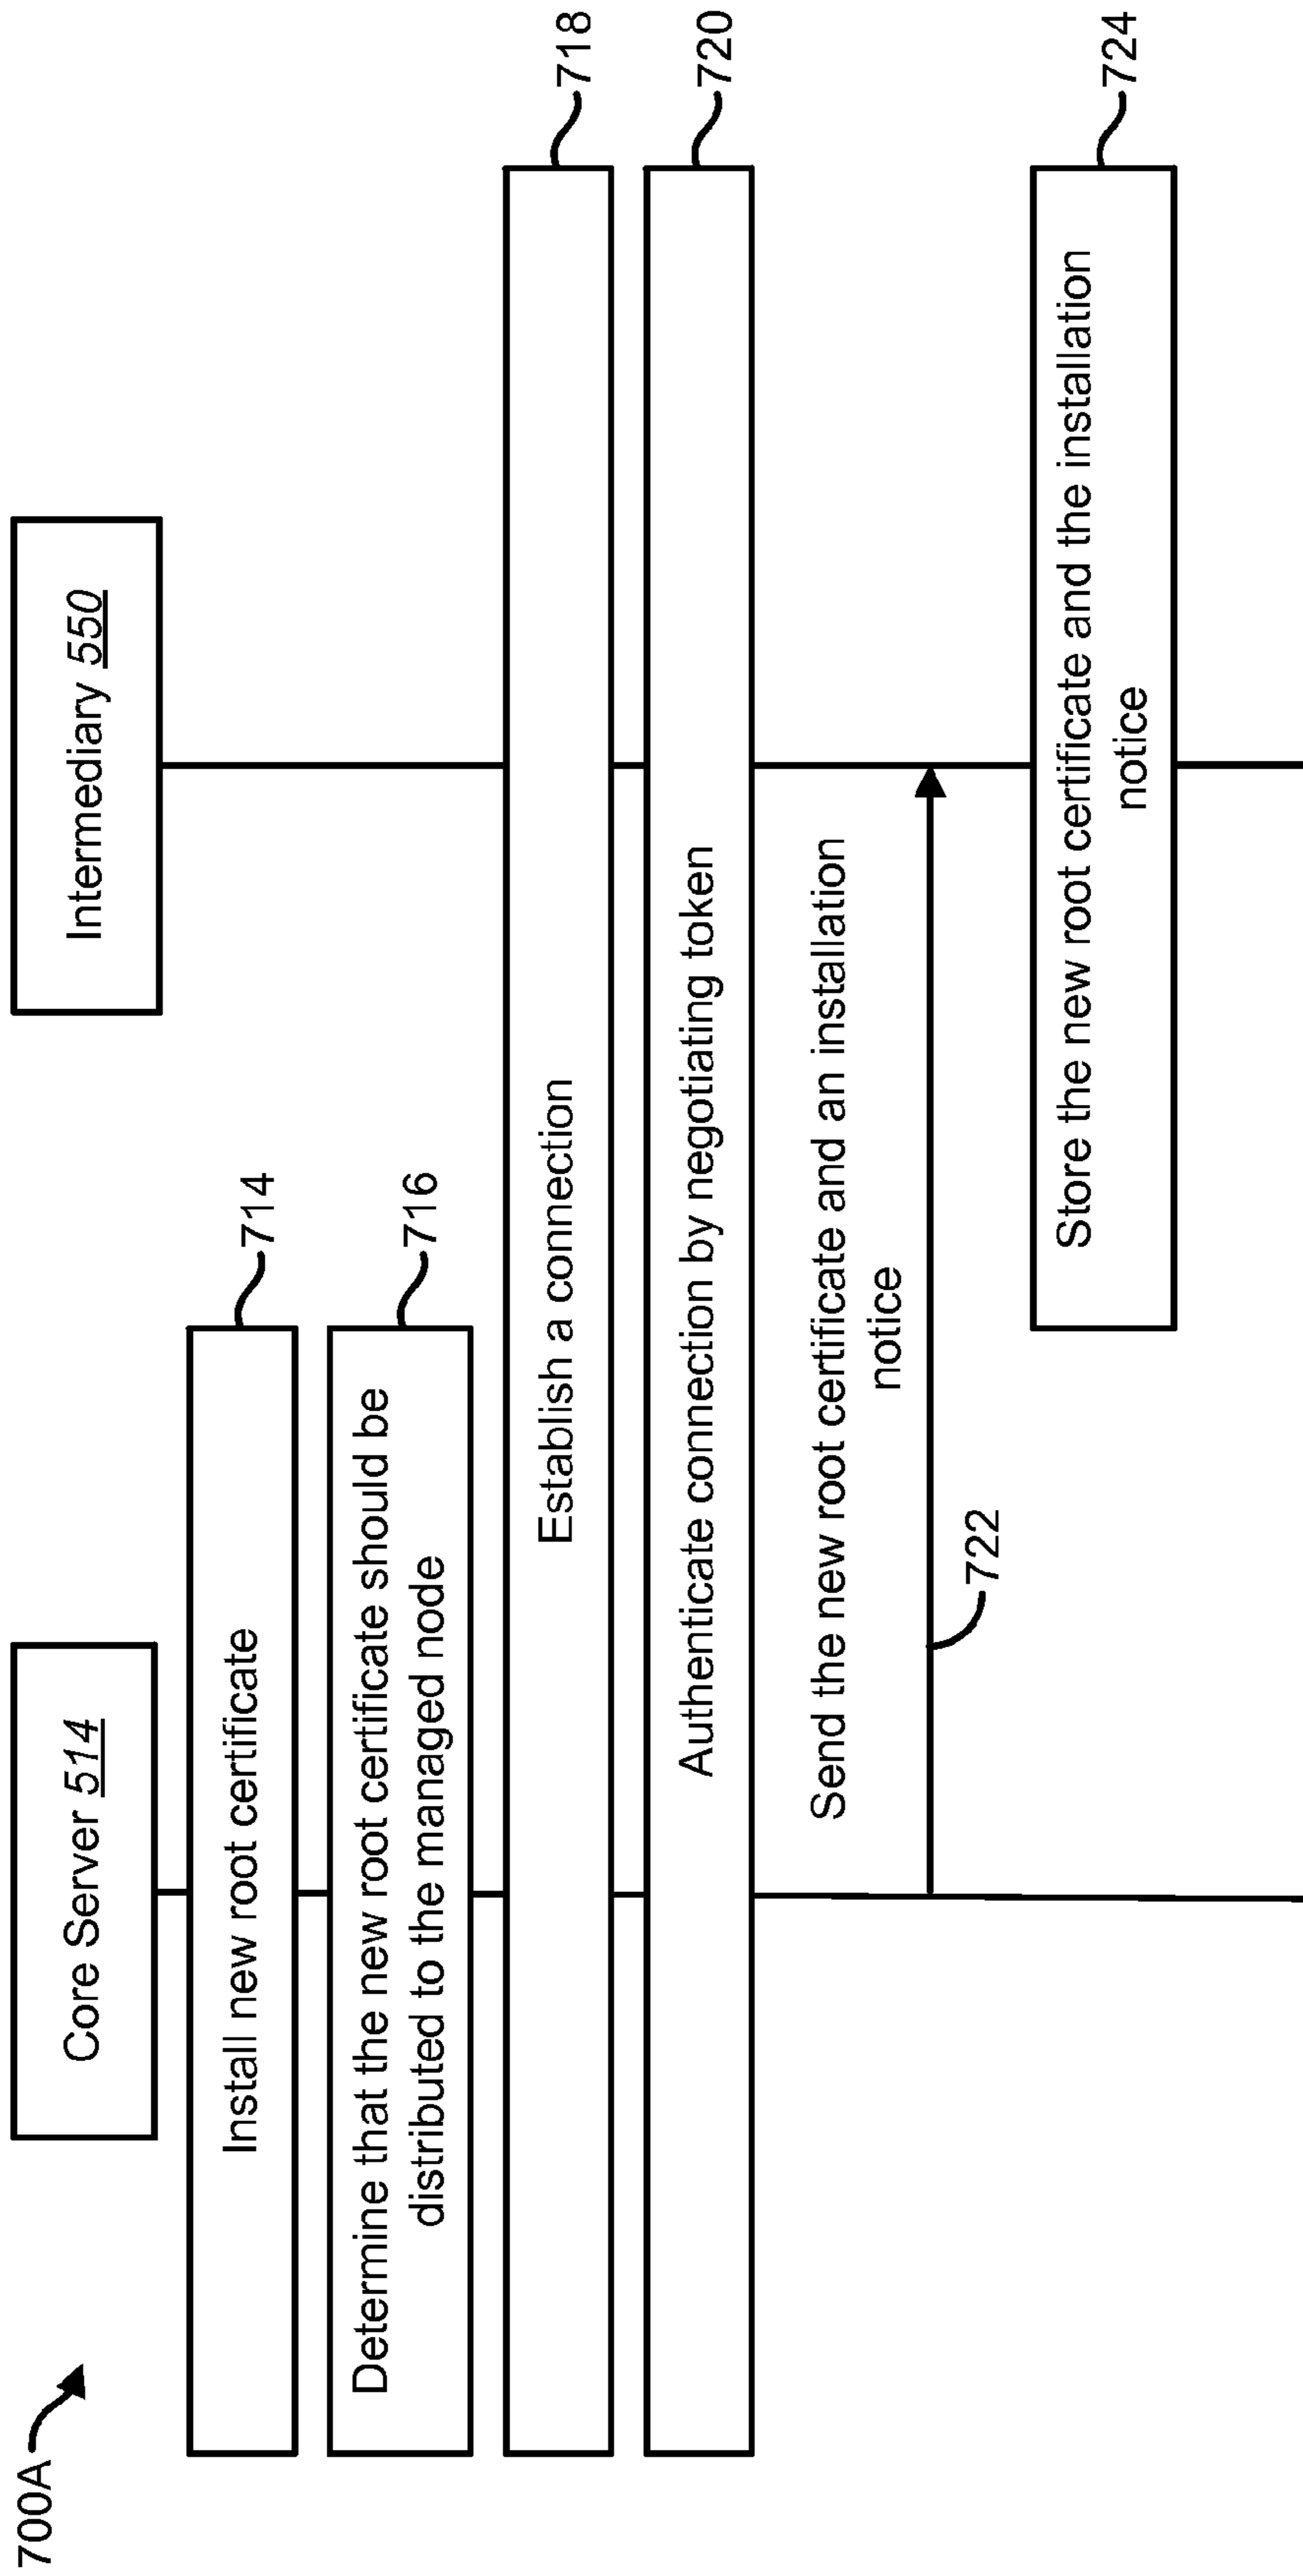 700A
Core Server 514
Intermediary 550
Install new root certificate
714
Determine that the new root certificate should be
distributed to the managed node
716
Establish a connection
718
Authenticate connection by negotiating token
720
Send the new root certificate and an installation
notice
722
Store the new root certificate and the installation
notice
724